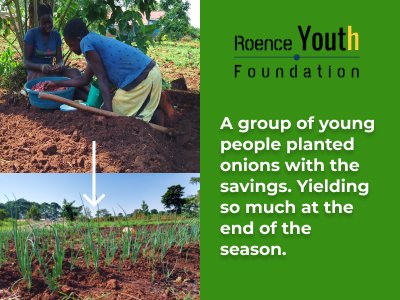 Roence Youth
Foundation
A group of young
people planted
onions with the
savings. Yielding
so much at the
end of the
season.